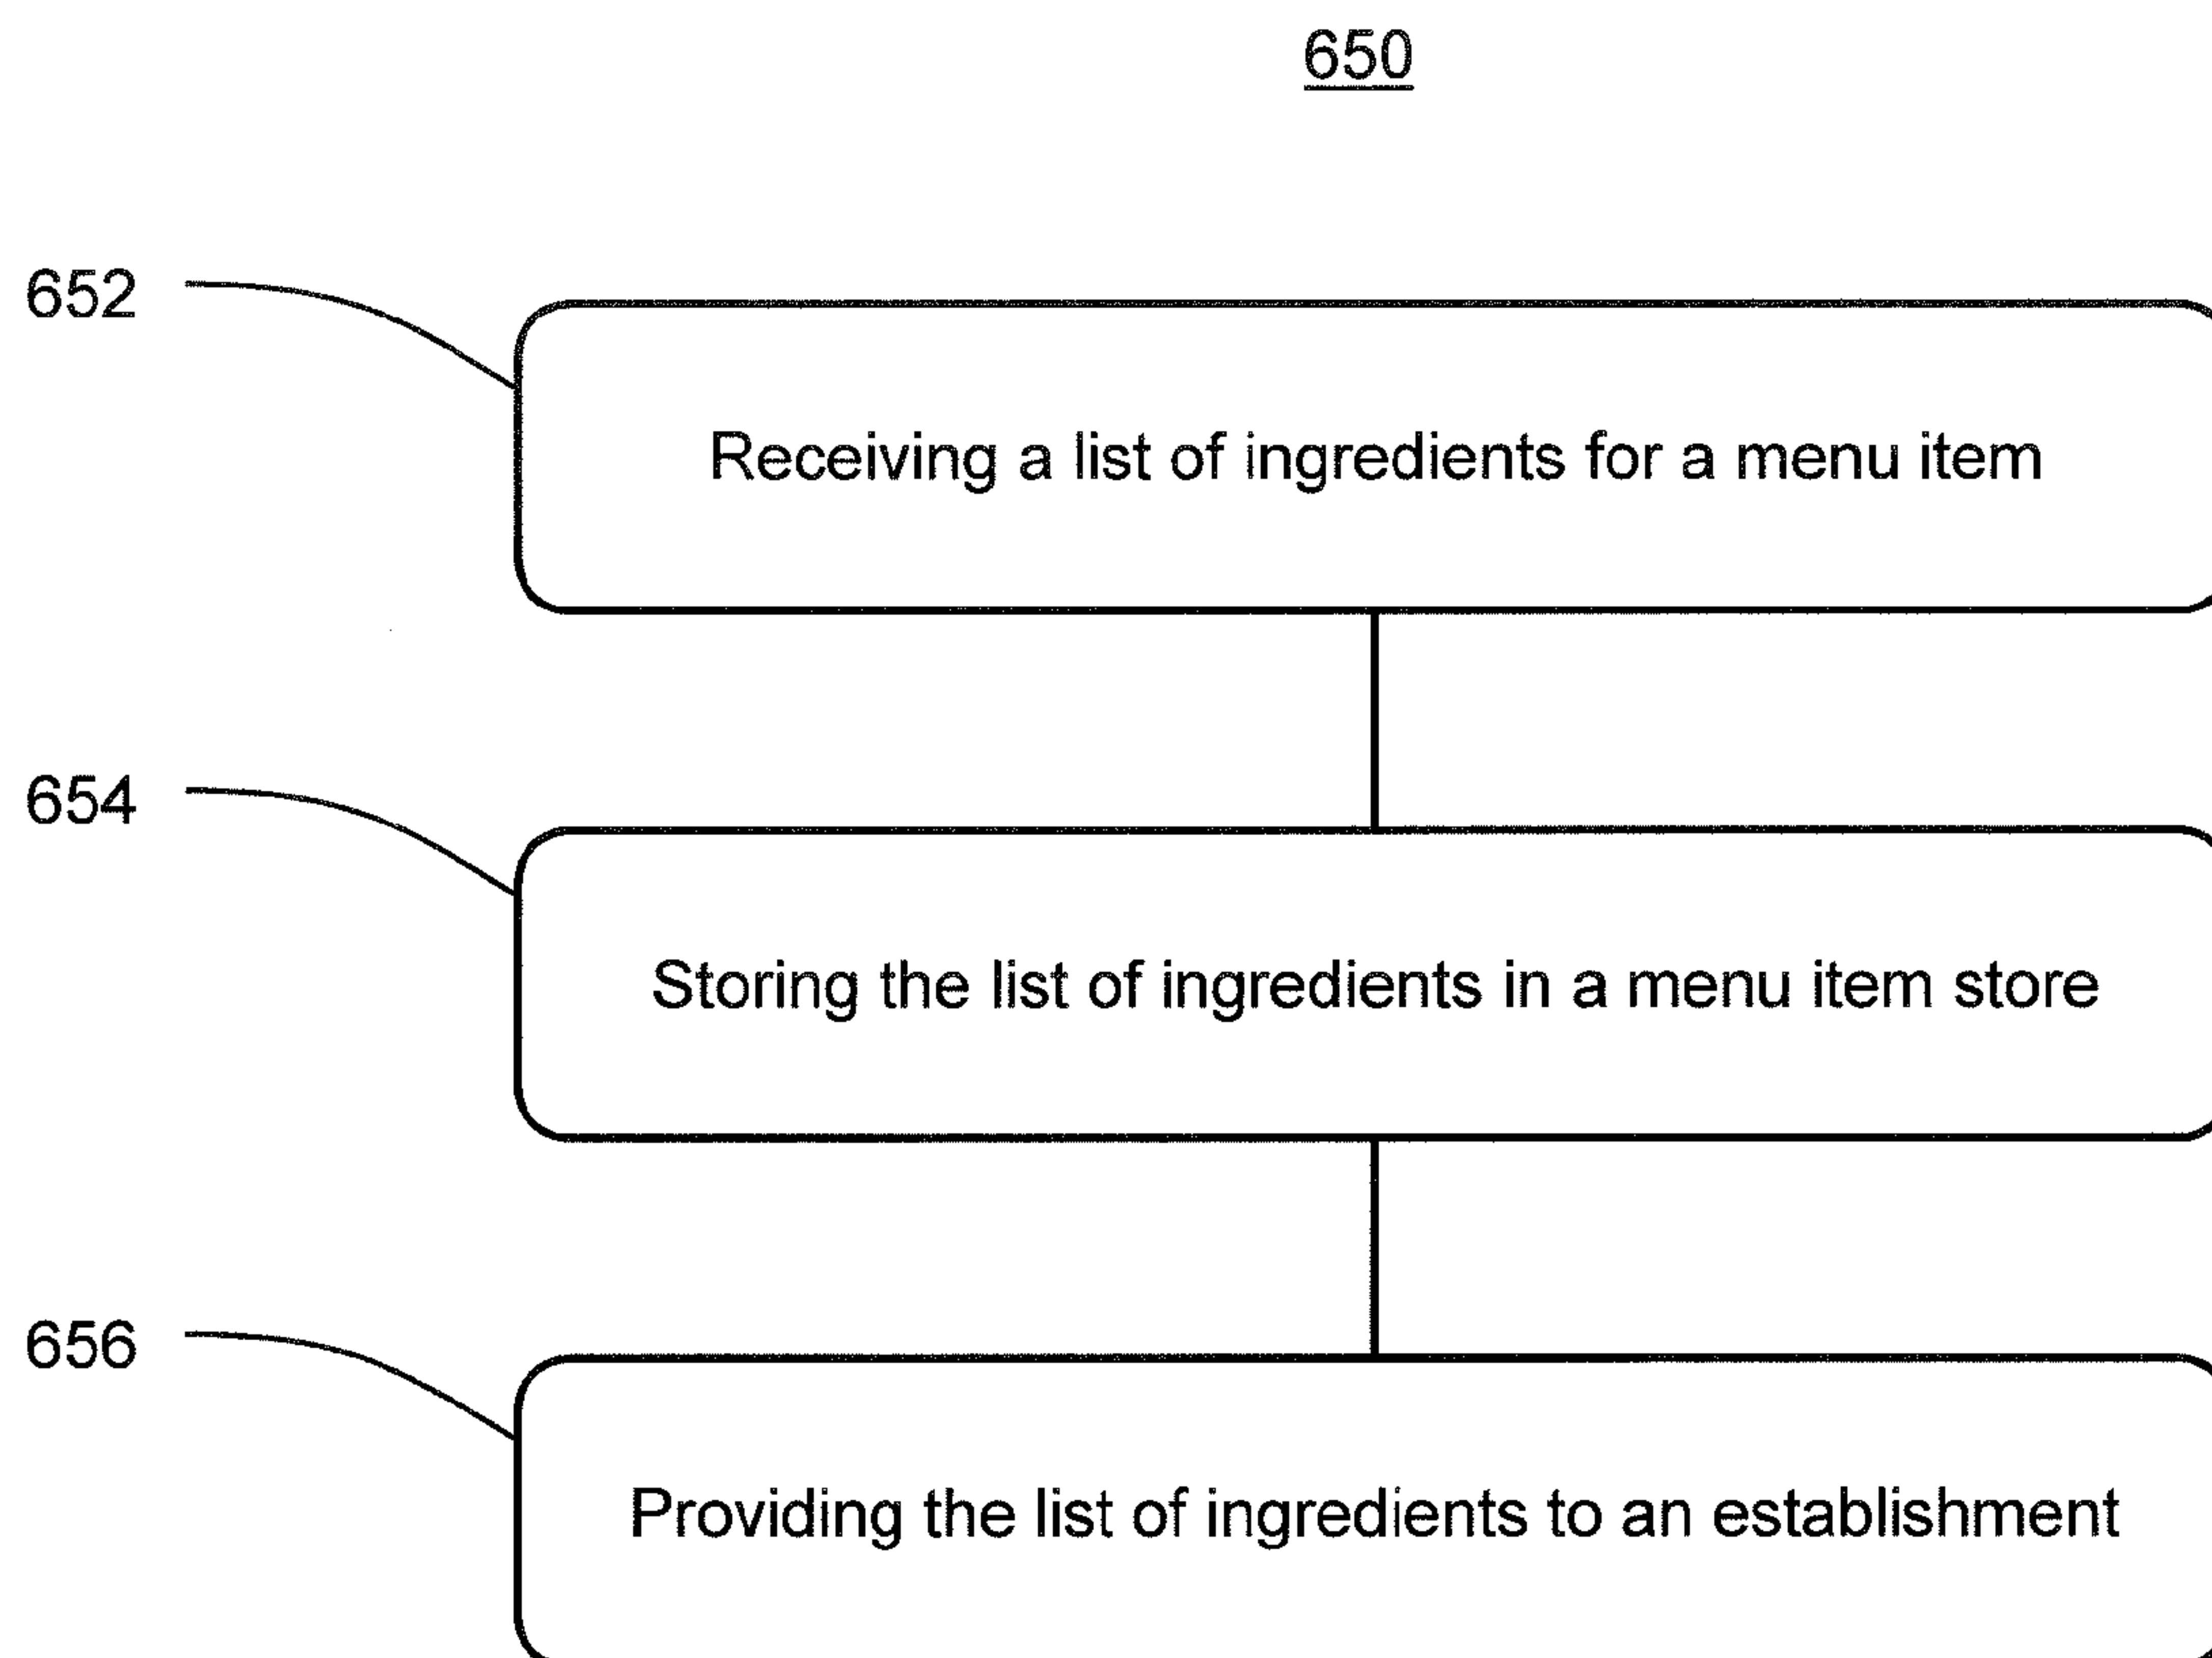 650
652
Receiving a list of ingredients for a menu item
654
Storing the list of ingredients in a menu item store
656
Providing the list of ingredients to an establishment